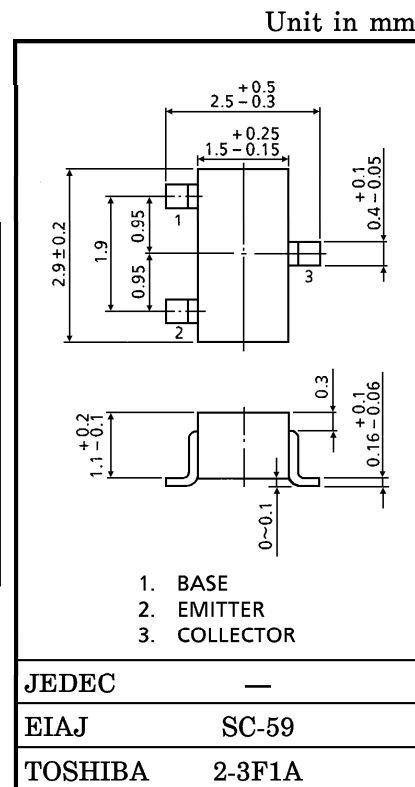 Unit in mm
+0.5
2.5 – 0.3
+0.25
1.5 – 0.15
2.9 ± 0.2
1.9
0.95
0.95
1
2
3
+0.1
0.4 – 0.05
+0.2
1.1 – 0.1
0.3
+0.1
0.16 – 0.06
0~0.1
1. BASE
2. EMITTER
3. COLLECTOR
JEDEC —
EIAJ SC-59
TOSHIBA 2-3F1A